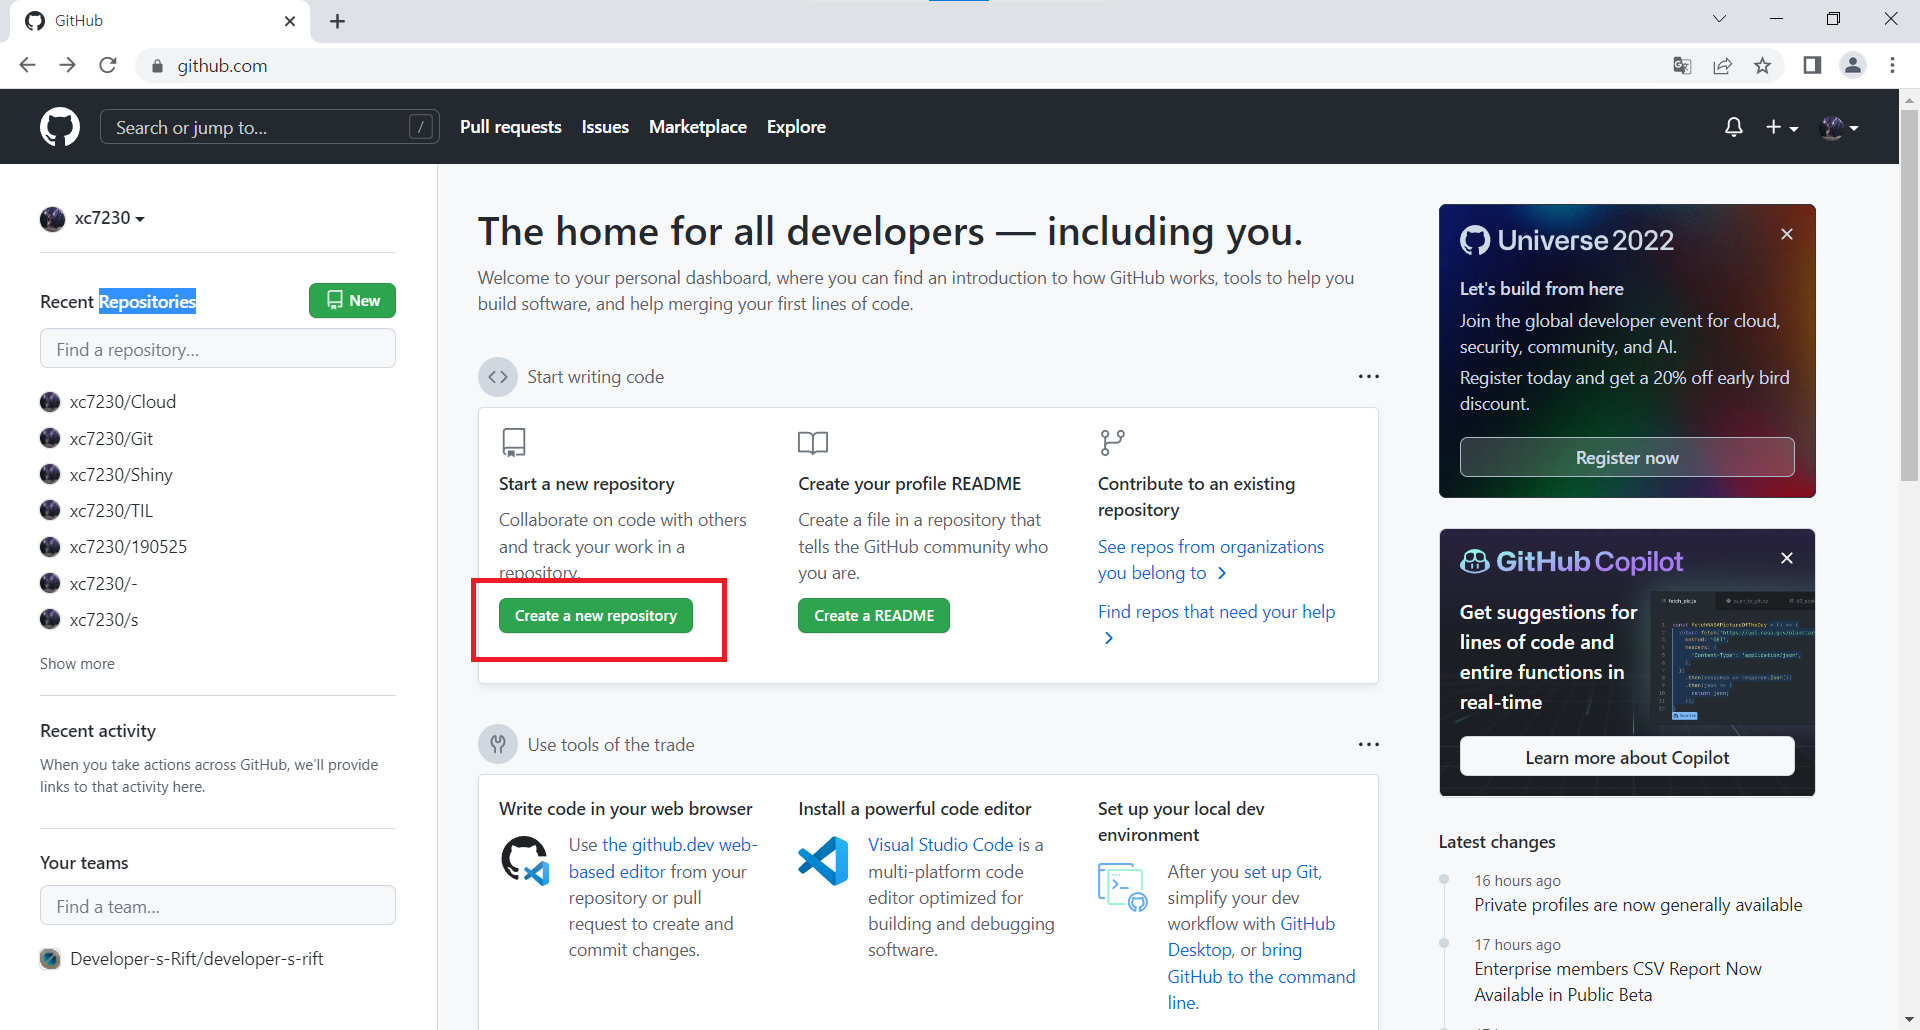 GitHub
github.com
Search or jump to...
/
Pull requests
Issues
Marketplace
Explore
xc7230
Recent Repositories
New
Find a repository...
xc7230/Cloud
xc7230/Git
xc7230/Shiny
xc7230/TIL
xc7230/190525
xc7230/-
xc7230/s
Show more
Recent activity
When you take actions across GitHub, we'll provide
links to that activity here.
Your teams
Find a team...
Developer-s-Rift/developer-s-rift
The home for all developers — including you.
Welcome to your personal dashboard, where you can find an introduction to how GitHub works, tools to help you
build software, and help merging your first lines of code.
Start writing code
Start a new repository
Collaborate on code with others
and track your work in a
repository.
Create a new repository
Create your profile README
Create a file in a repository that
tells the GitHub community who
you are.
Create a README
Contribute to an existing
repository
See repos from organizations
you belong to
Find repos that need your help
Use tools of the trade
Write code in your web browser
Use the github.dev web-
based editor from your
repository or pull
request to create and
commit changes.
Install a powerful code editor
Visual Studio Code is a
multi-platform code
editor optimized for
building and debugging
software.
Set up your local dev
environment
After you set up Git,
simplify your dev
workflow with GitHub
Desktop, or bring
GitHub to the command
line.
Universe 2022
Let's build from here
Join the global developer event for cloud,
security, community, and AI.
Register today and get a 20% off early bird
discount.
Register now
GitHub Copilot
Get suggestions for
lines of code and
entire functions in
real-time
Learn more about Copilot
Latest changes
16 hours ago
Private profiles are now generally available
17 hours ago
Enterprise members CSV Report Now
Available in Public Beta